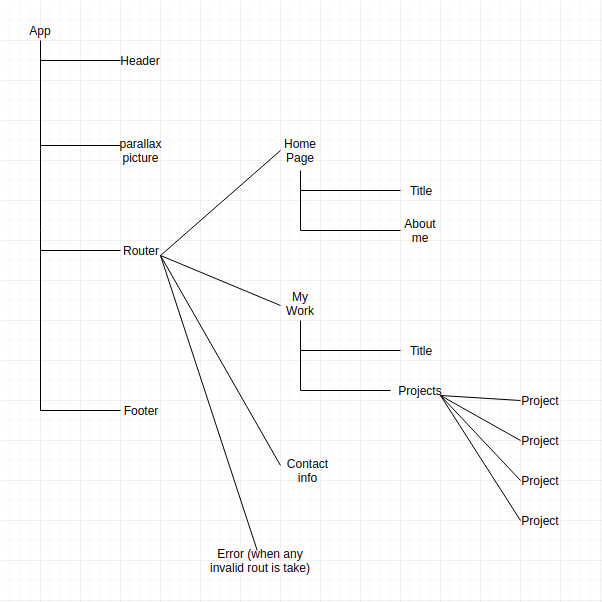 App
Header
parallax
picture
Home
Page
Title
About
me
Router
My
Work
Title
Projects
Project
Footer
Project
Contact
info
Project
Project
Error (when any
invalid rout is take)